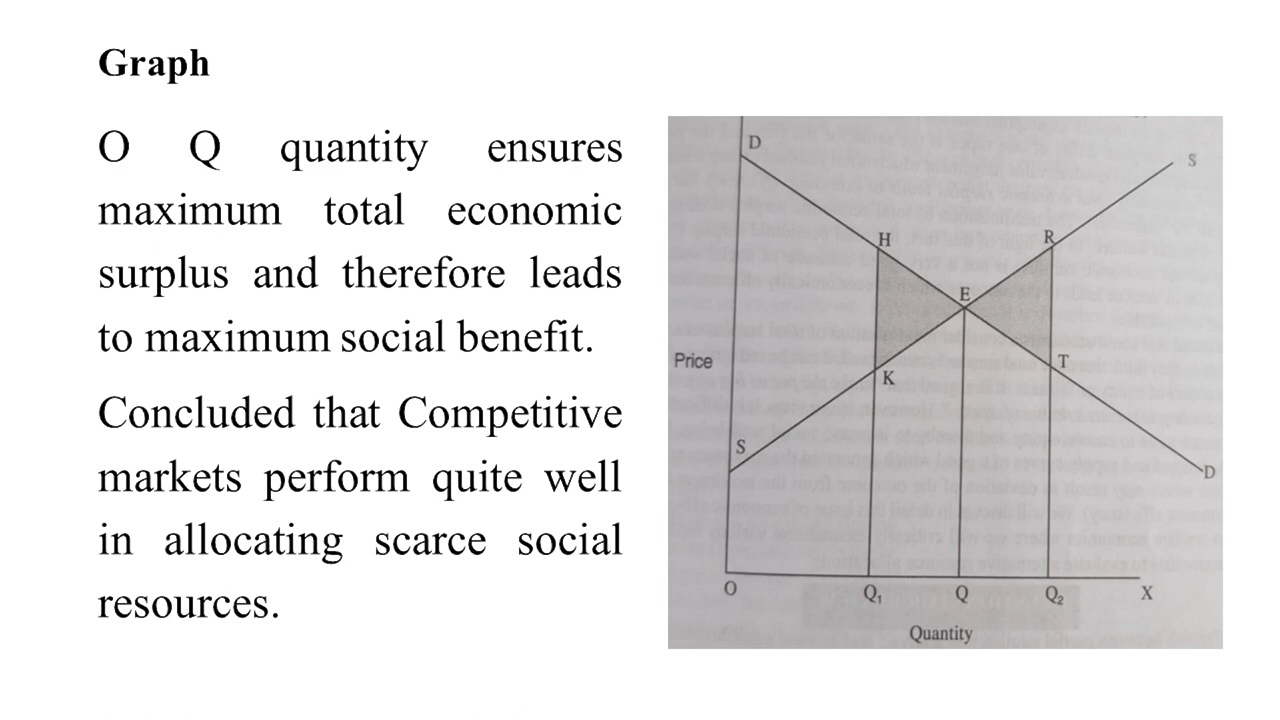 Graph
O Q quantity ensures
maximum total economic
surplus and therefore leads
to maximum social benefit.
Concluded that Competitive
markets perform quite well
in allocating scarce social
resources.
D
S
H
R
E
Price
K
T
S
D
O
Q₁
Q
Q₂
X
Quantity